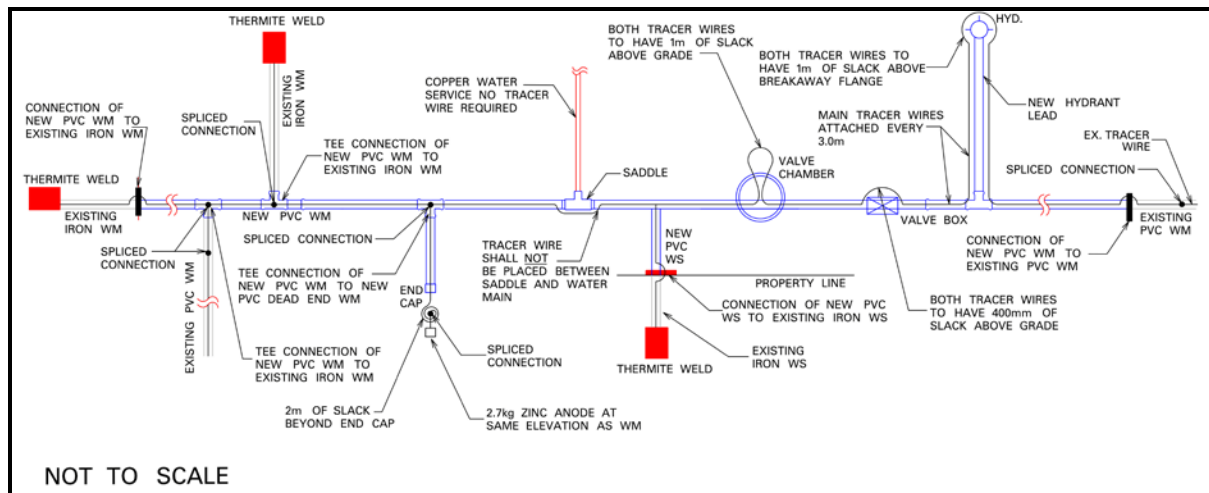 THERMITE WELD
CONNECTION OF
NEW PVC WM TO
EXISTING IRON WM
SPLICED
CONNECTION
EXISTING
IRON WM
TEE CONNECTION OF
NEW PVC WM TO
EXISTING IRON WM
COPPER WATER
SERVICE NO TRACER
WIRE REQUIRED
BOTH TRACER WIRES
TO HAVE 1m OF SLACK
ABOVE GRADE
HYD.
BOTH TRACER WIRES TO
HAVE 1m OF SLACK ABOVE
BREAKAWAY FLANGE
NEW HYDRANT
LEAD
MAIN TRACER WIRES
ATTACHED EVERY
3.0m
EX. TRACER
WIRE
SPLICED CONNECTION
THERMITE WELD
EXISTING
IRON WM
NEW PVC WM
SADDLE
VALVE
CHAMBER
VALVE BOX
EXISTING
PVC WM
SPLICED
CONNECTION
SPLICED CONNECTION
TEE CONNECTION OF
NEW PVC WM TO NEW
PVC DEAD END WM
TRACER WIRE
SHALL NOT
BE PLACED BETWEEN
SADDLE AND WATER
MAIN
NEW
PVC
WS
PROPERTY LINE
CONNECTION OF
NEW PVC WM TO
EXISTING PVC WM
EXISTING PVC WM
END
CAP
CONNECTION OF NEW PVC
WS TO EXISTING IRON WS
BOTH TRACER WIRES
TO HAVE 400mm OF
SLACK ABOVE GRADE
TEE CONNECTION OF
NEW PVC WM TO
EXISTING IRON WM
SPLICED
CONNECTION
THERMITE WELD
EXISTING
IRON WS
2m OF SLACK
BEYOND END CAP
2.7kg ZINC ANODE AT
SAME ELEVATION AS WM
NOT TO SCALE